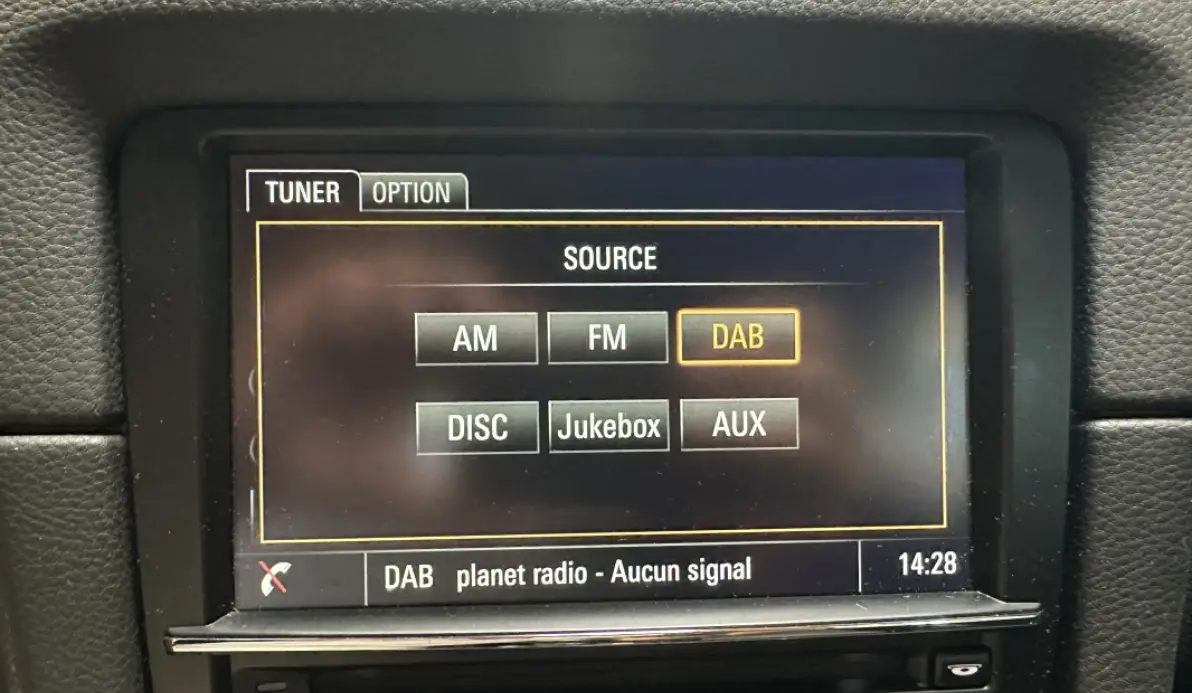 TUNER OPTION
SOURCE
AM FM DAB
DISC Jukebox AUX
DAB planet radio - Aucun signal 14:28